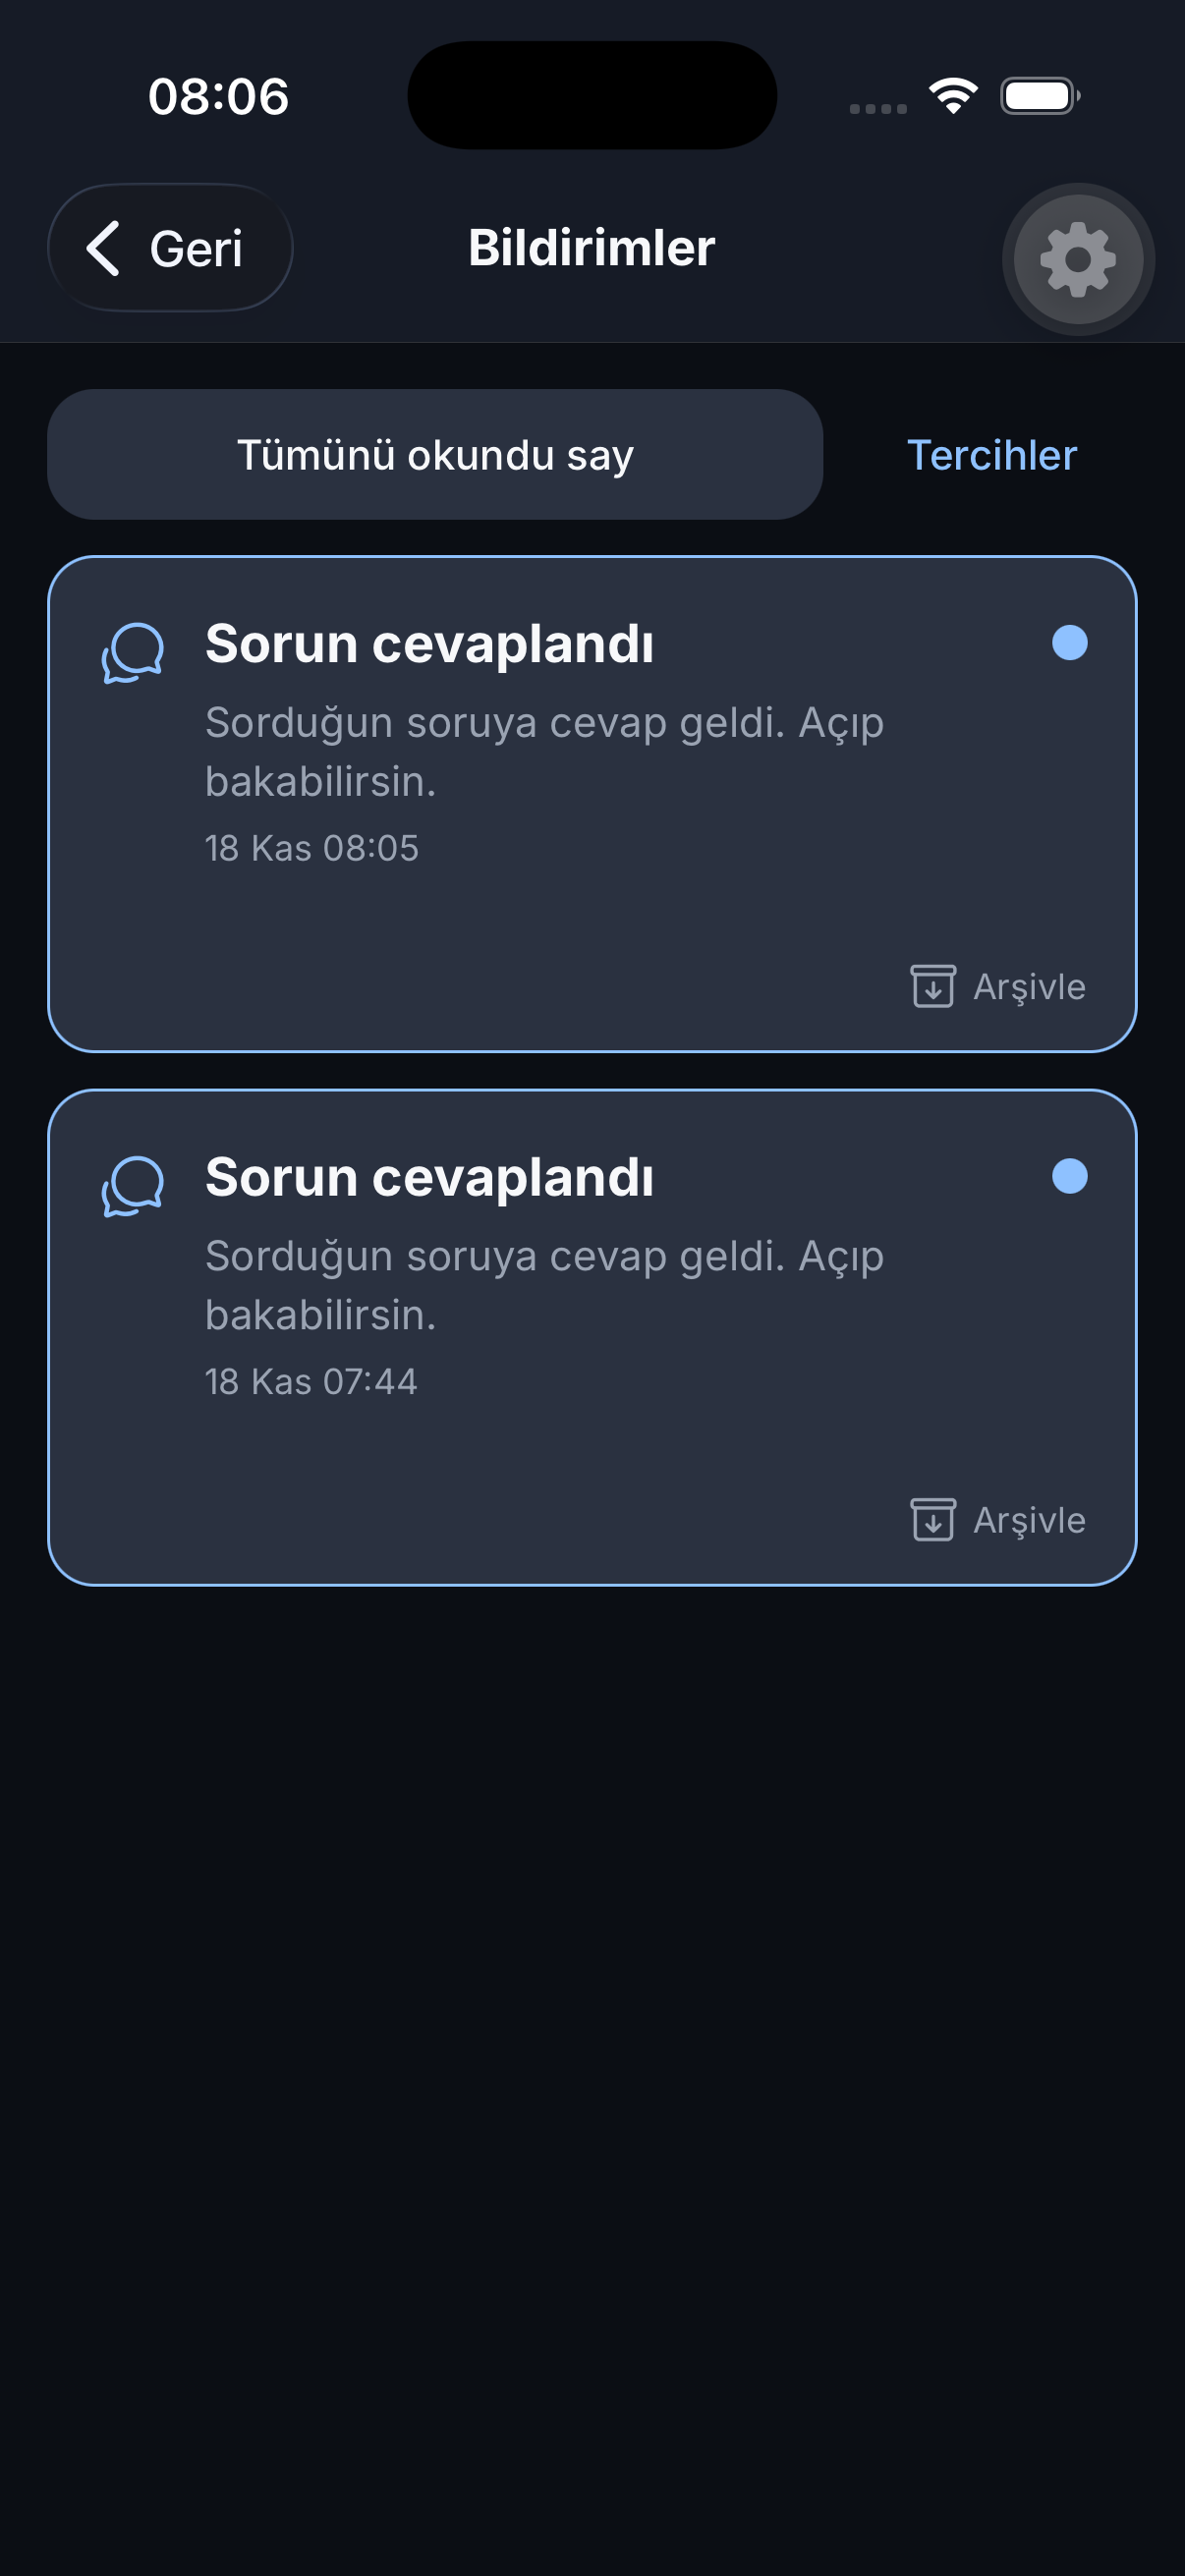 08:06
Geri
Bildirimler
Tümünü okundu say
Tercihler
Sorun cevaplandı
Sorduğun soruya cevap geldi. Açıp
bakabilirsin.
18 Kas 08:05
Arşivle
Sorun cevaplandı
Sorduğun soruya cevap geldi. Açıp
bakabilirsin.
18 Kas 07:44
Arşivle